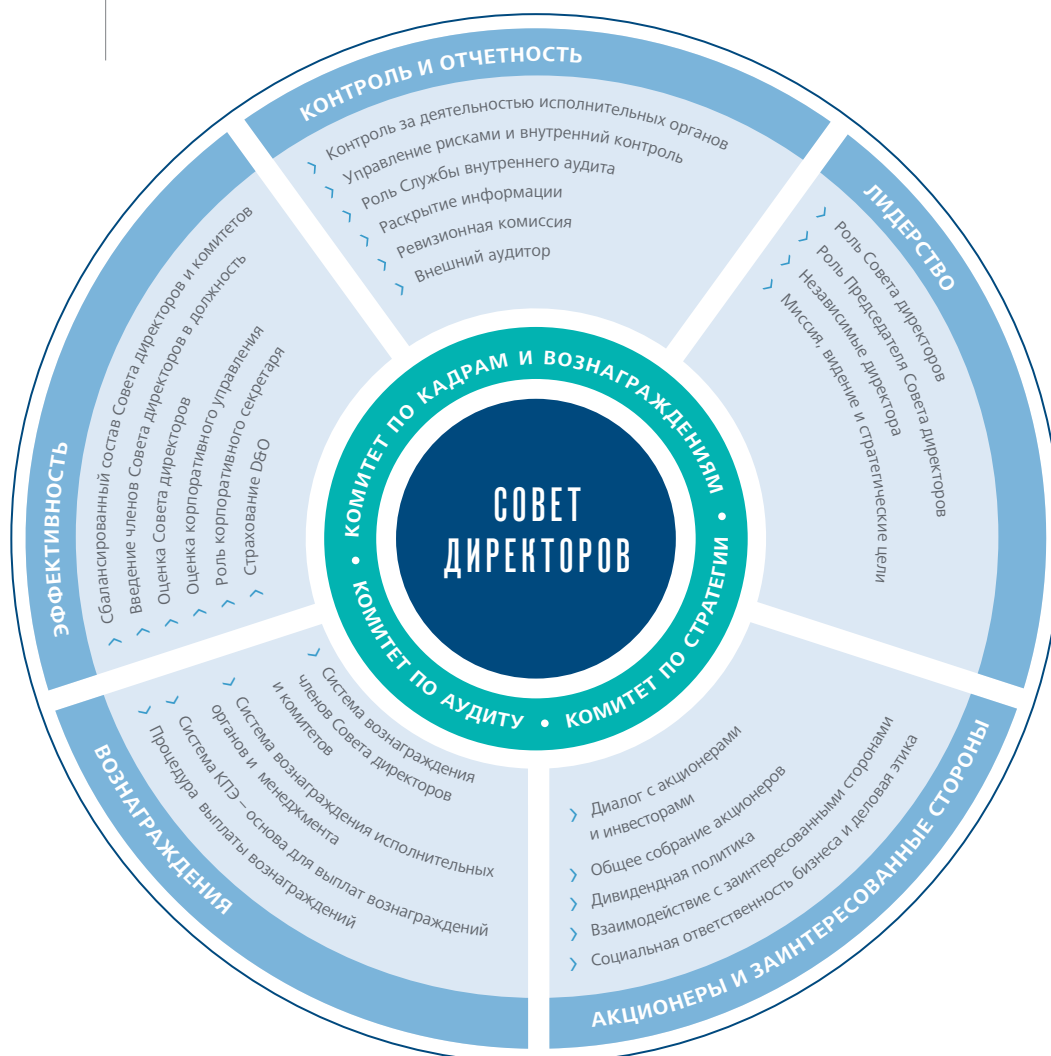 КОНТРОЛЬ И ОТЧЕТНОСТЬ
Контроль за деятельностью исполнительных органов
Управление рисками и внутренний контроль
Роль Службы внутреннего аудита
Раскрытие информации
Ревизионная комиссия
Внешний аудитор
ЛИДЕРСТВО
Роль Совета директоров
Роль Председателя Совета директоров
Независимые директора
Миссия, видение и стратегические цели
АКЦИОНЕРЫ И ЗАИНТЕРЕСОВАННЫЕ СТОРОНЫ
Диалог с акционерами
и инвесторами
Общее собрание акционеров
Дивидендная политика
Взаимодействие с заинтересованными сторонами
Социальная ответственность бизнеса и деловая этика
ВОЗНАГРАЖДЕНИЯ
Система вознаграждения
членов Совета директоров
и комитетов
Система вознаграждения исполнительных
органов и менеджмента
Система КПЭ – основа для выплат вознаграждений
Процедура выплаты вознаграждений
ЭФФЕКТИВНОСТЬ
Сбалансированный состав Совета директоров и комитетов
Введение членов Совета директоров в должность
Оценка Совета директоров
Оценка корпоративного управления
Роль корпоративного секретаря
Страхование D&O
КОМИТЕТ ПО КАДРАМ И ВОЗНАГРАЖДЕНИЯМ •
КОМИТЕТ ПО СТРАТЕГИИ •
КОМИТЕТ ПО АУДИТУ •
СОВЕТ
ДИРЕКТОРОВ